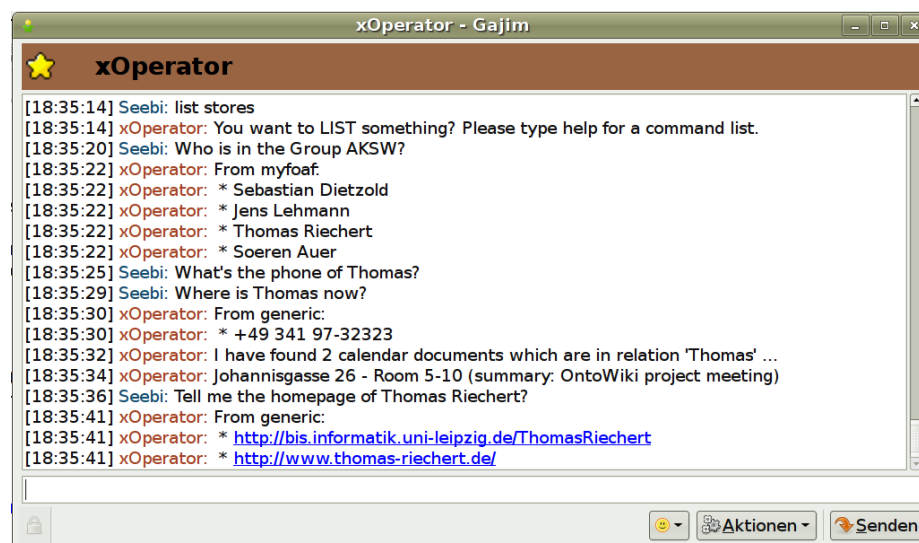 xOperator - Gajim
xOperator
[18:35:14] Seebi: list stores
[18:35:14] xOperator: You want to LIST something? Please type help for a command list.
[18:35:20] Seebi: Who is in the Group AKSW?
[18:35:22] xOperator: From myfoaf:
[18:35:22] xOperator:  * Sebastian Dietzold
[18:35:22] xOperator:  * Jens Lehmann
[18:35:22] xOperator:  * Thomas Riechert
[18:35:22] xOperator:  * Soeren Auer
[18:35:25] Seebi: What's the phone of Thomas?
[18:35:29] Seebi: Where is Thomas now?
[18:35:30] xOperator: From generic:
[18:35:30] xOperator:  * +49 341 97-32323
[18:35:32] xOperator: I have found 2 calendar documents which are in relation 'Thomas' ...
[18:35:34] xOperator: Johannisgasse 26 - Room 5-10 (summary: OntoWiki project meeting)
[18:35:36] Seebi: Tell me the homepage of Thomas Riechert?
[18:35:41] xOperator: From generic:
[18:35:41] xOperator:  * http://bis.informatik.uni-leipzig.de/ThomasRiechert
[18:35:41] xOperator:  * http://www.thomas-riechert.de/
Aktionen Senden